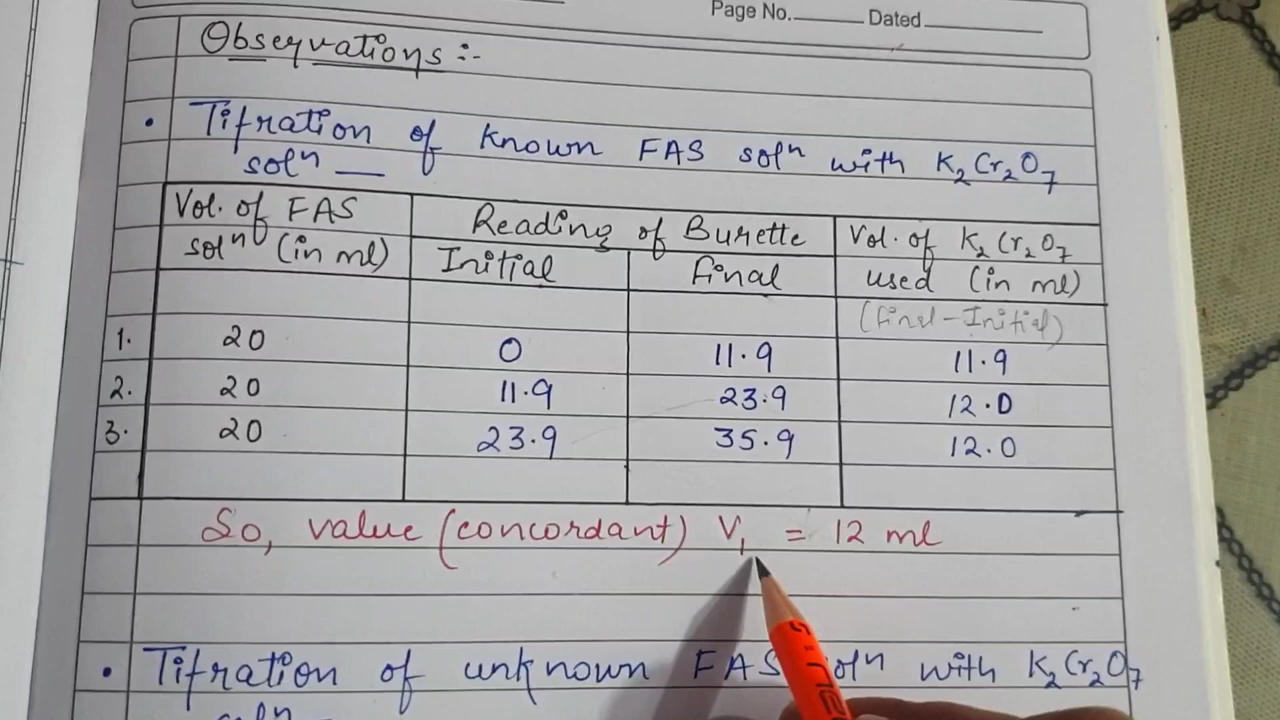 Page No.______ Dated__________
Observations :-
• Titration of known FAS solⁿ with K₂Cr₂O₇
solⁿ —
Vol. of FAS solⁿ (in ml) Reading of Burette Vol. of K₂Cr₂O₇
Initial Final used (in ml)
(Final-Initial)
1. 20 0 11.9 11.9
2. 20 11.9 23.9 12.0
3. 20 23.9 35.9 12.0
So, value (concordant) V₁ = 12 ml
• Titration of unknown FAS solⁿ with K₂Cr₂O₇
solⁿ —